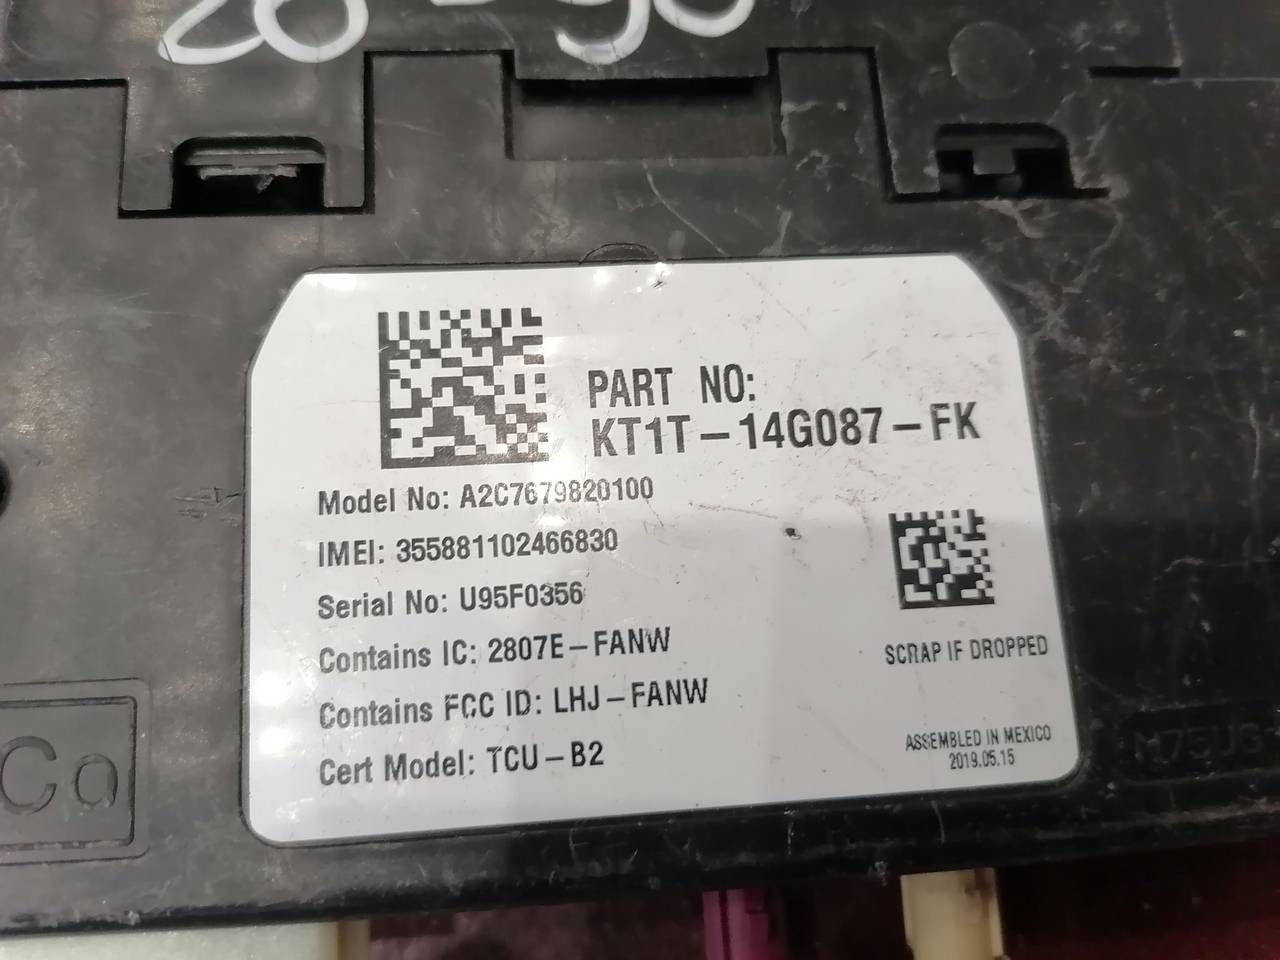 PART NO:
KT1T-14G087-FK
Model No: A2C7679820100
IMEI: 355881102466830
Serial No: U95F0356
Contains IC: 2807E-FANW
Contains FCC ID: LHJ-FANW
Cert Model: TCU-B2
SCRAP IF DROPPED
ASSEMBLED IN MEXICO
2019.05.15
Co